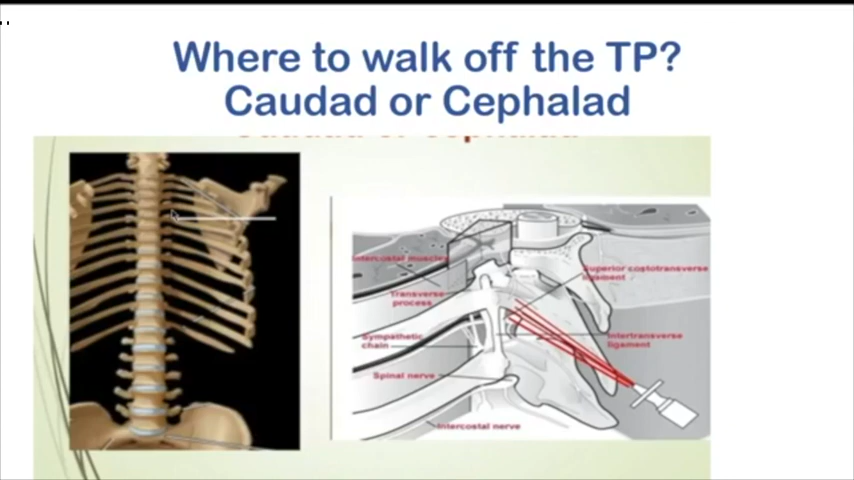 Where to walk off the TP?
Caudad or Cephalad
Intercostal muscles
Transverse
process
Sympathetic
chain
Spinal nerve
Intercostal nerve
Superior costotransverse
ligament
Intertransverse
ligament